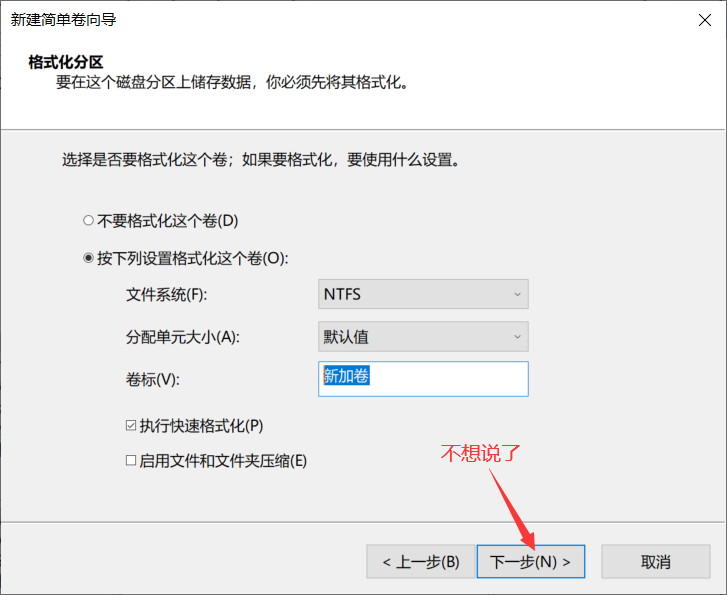 新建简单卷向导
格式化分区
要在这个磁盘分区上储存数据，你必须先将其格式化。
选择是否要格式化这个卷；如果要格式化，要使用什么设置。
不要格式化这个卷(D)
按下列设置格式化这个卷(O):
文件系统(F):
NTFS
分配单元大小(A):
默认值
卷标(V):
新加卷
执行快速格式化(P)
启用文件和文件夹压缩(E)
不想说了
< 上一步(B)
下一步(N) >
取消